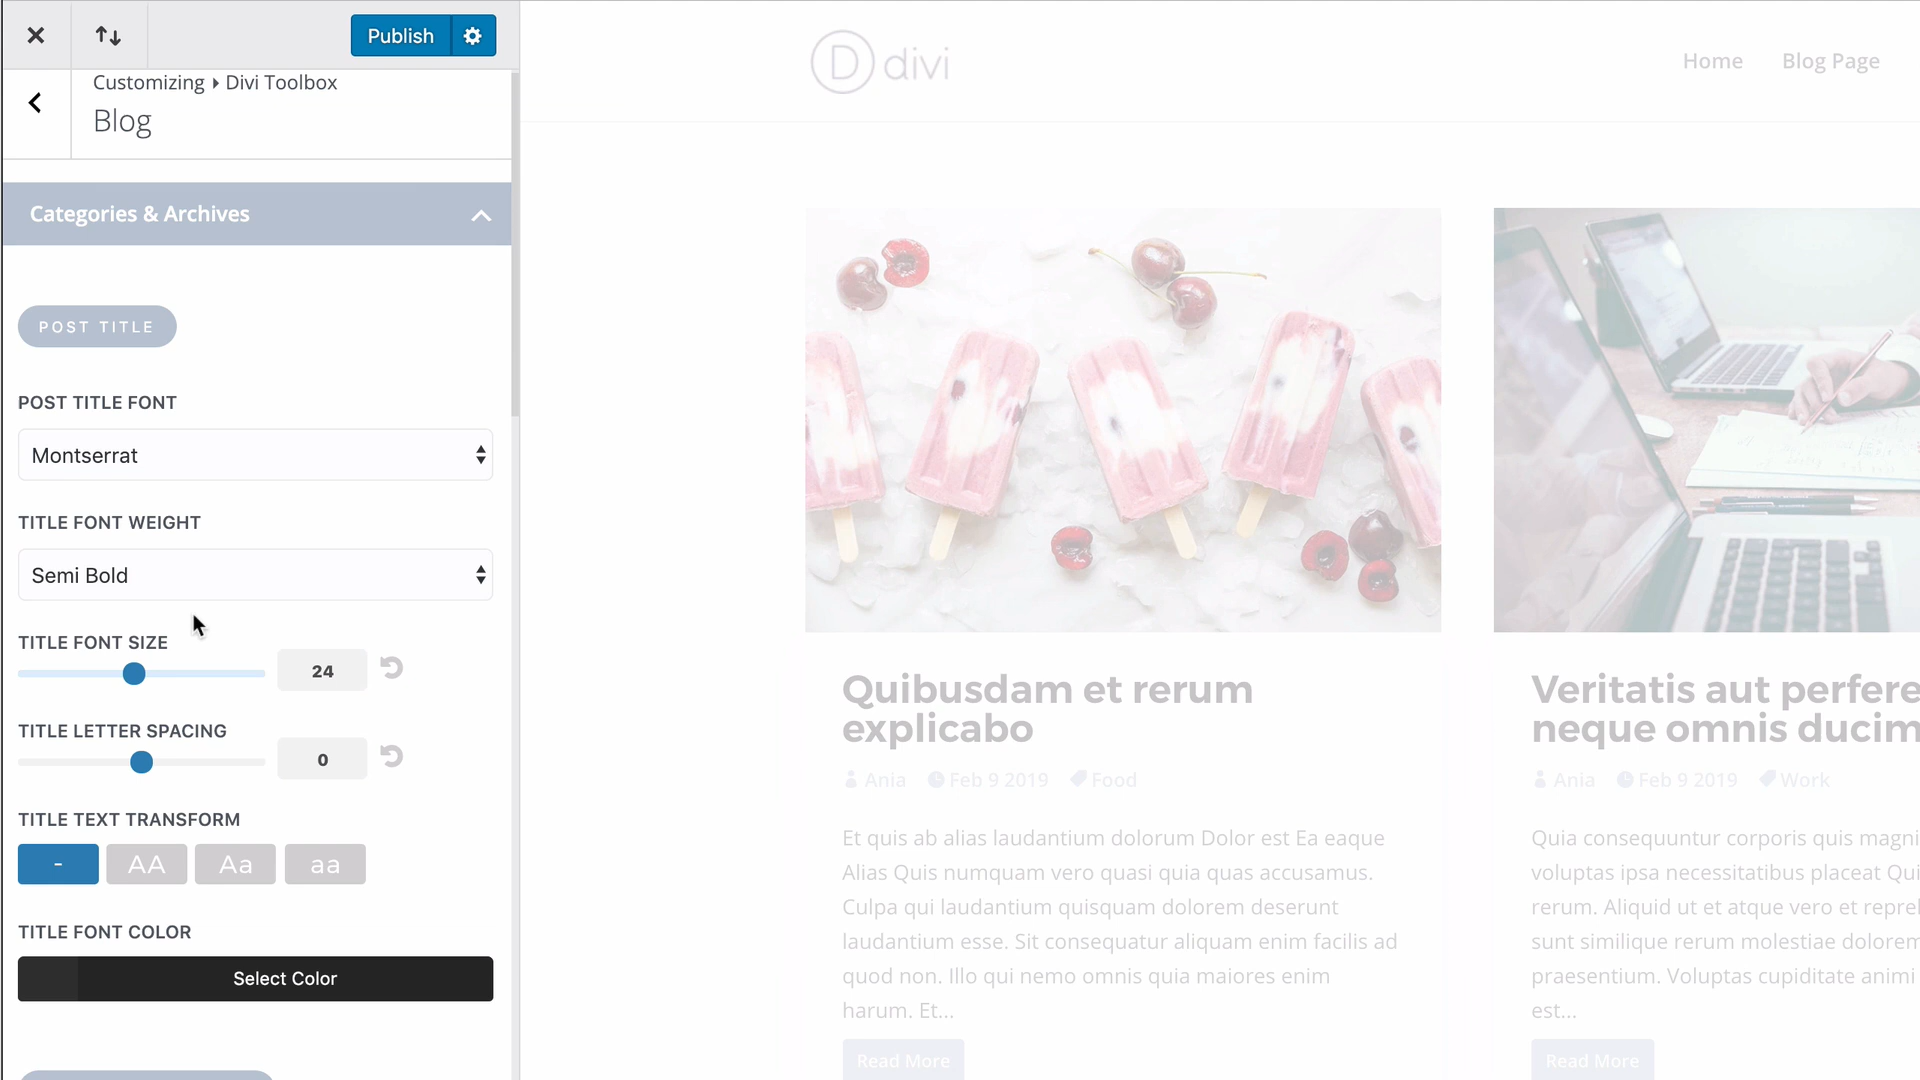 Publish
Customizing Divi Toolbox
Blog
Categories & Archives
POST TITLE
POST TITLE FONT
Montserrat
TITLE FONT WEIGHT
Semi Bold
TITLE FONT SIZE
24
TITLE LETTER SPACING
0
TITLE TEXT TRANSFORM
- AA Aa aa
TITLE FONT COLOR
Select Color
D divi
Home Blog Page
Quibusdam et rerum
explicabo
Ania Feb 9 2019 Food
Et quis ab alias laudantium dolorum Dolor est Ea eaque
Alias Quis numquam vero quasi quia quas accusamus.
Culpa qui laudantium quisquam dolorem deserunt
laudantium esse. Sit consequatur aliquam enim facilis ad
quod non. Illo qui nemo omnis quia maiores enim
harum. Et...
Read More
Veritatis aut perfere
neque omnis ducim
Ania Feb 9 2019 Work
Quia consequuntur corporis quis magni
voluptas ipsa necessitatibus placeat Qui
rerum. Aliquid ut et atque vero et repre
sunt similique rerum molestiae dolorem
praesentium. Voluptas cupiditate animi
est...
Read More